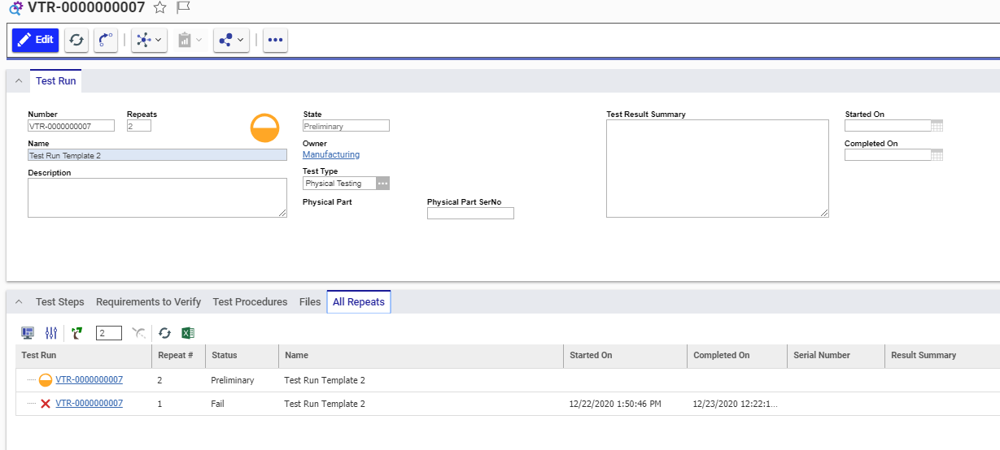 VTR-0000000007
Edit
Test Run
Number Repeats State Test Result Summary Started On
VTR-0000000007 2 Preliminary
Name Owner Completed On
Test Run Template 2 Manufacturing
Description Test Type
Physical Testing
Physical Part Physical Part SerNo
Test Steps Requirements to Verify Test Procedures Files All Repeats
2
Test Run Repeat # Status Name Started On Completed On Serial Number Result Summary
VTR-0000000007 2 Preliminary Test Run Template 2
VTR-0000000007 1 Fail Test Run Template 2 12/22/2020 1:50:46 PM 12/23/2020 12:22:1...